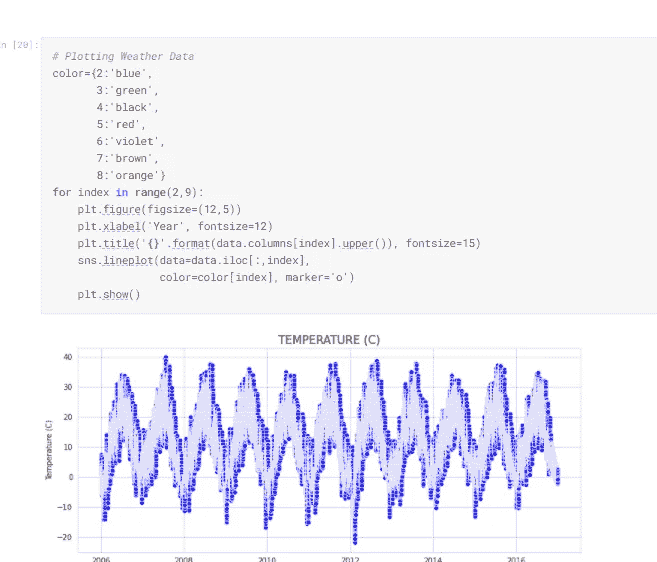 n [20]:
# Plotting Weather Data
color={2:'blue',
3:'green',
4:'black',
5:'red',
6:'violet',
7:'brown',
8:'orange'}
for index in range(2,9):
plt.figure(figsize=(12,5))
plt.xlabel('Year', fontsize=12)
plt.title('{}'.format(data.columns[index].upper()), fontsize=15)
sns.lineplot(data=data.iloc[:,index],
color=color[index], marker='o')
plt.show()
TEMPERATURE (C)
Temperature (C)
40
30
20
10
0
−10
−20
2006 2008 2010 2012 2014 2016